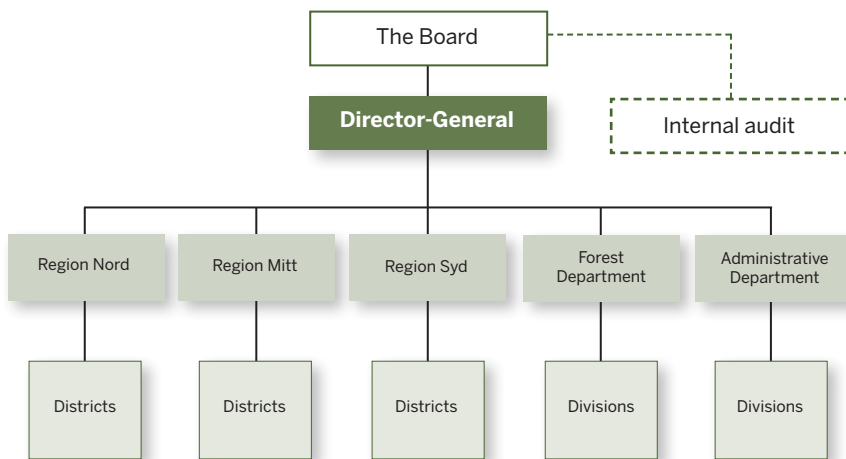 The Board
Director-General
Internal audit
Region Nord
Region Mitt
Region Syd
Forest
Department
Administrative
Department
Districts
Districts
Districts
Divisions
Divisions